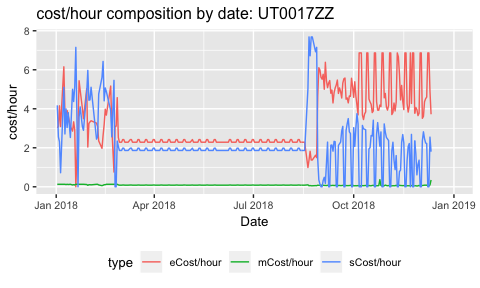 cost/hour composition by date: UT0017ZZ
8
6
4
2
0
cost/hour
Jan 2018 Apr 2018 Jul 2018 Oct 2018 Jan 2019
Date
type eCost/hour mCost/hour sCost/hour